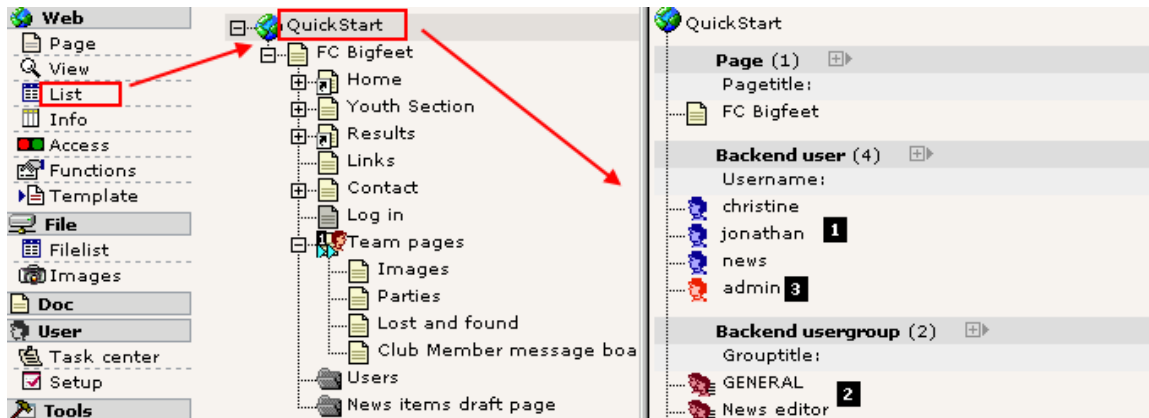 Web
Page
View
List
Info
Access
Functions
Template
File
Filelist
Images
Doc
User
Task center
Setup
Tools
QuickStart
FC Bigfeet
Home
Youth Section
Results
Links
Contact
Log in
Team pages
Images
Parties
Lost and found
Club Member message boa
Users
News items draft page
QuickStart
Page (1)
Pagetitle:
FC Bigfeet
Backend user (4)
Username:
christine
jonathan 1
news
admin 3
Backend usergroup (2)
Grouptitle:
GENERAL
2
News editor